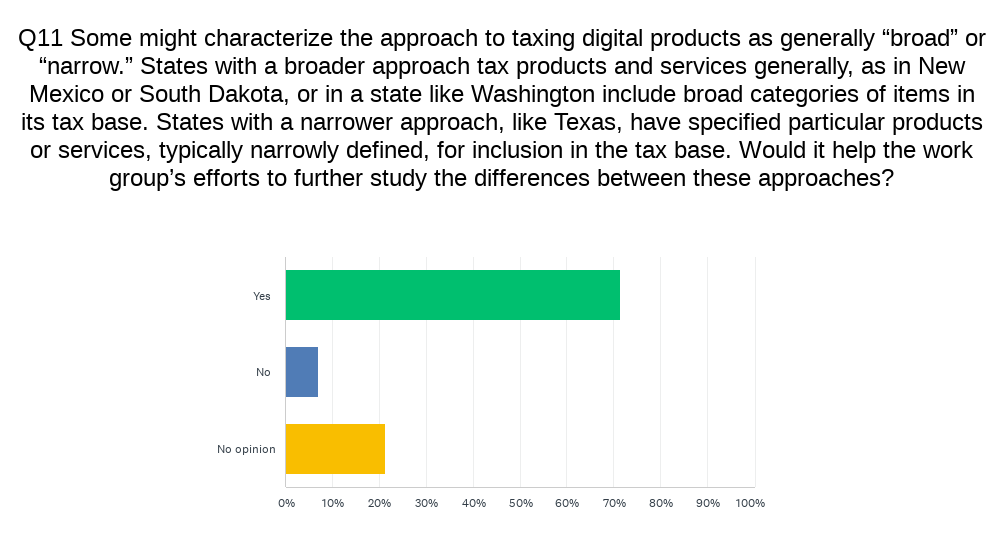 Q11 Some might characterize the approach to taxing digital products as generally “broad” or
“narrow.” States with a broader approach tax products and services generally, as in New
Mexico or South Dakota, or in a state like Washington include broad categories of items in
its tax base. States with a narrower approach, like Texas, have specified particular products
or services, typically narrowly defined, for inclusion in the tax base. Would it help the work
group’s efforts to further study the differences between these approaches?
Yes
No
No opinion
0% 10% 20% 30% 40% 50% 60% 70% 80% 90% 100%